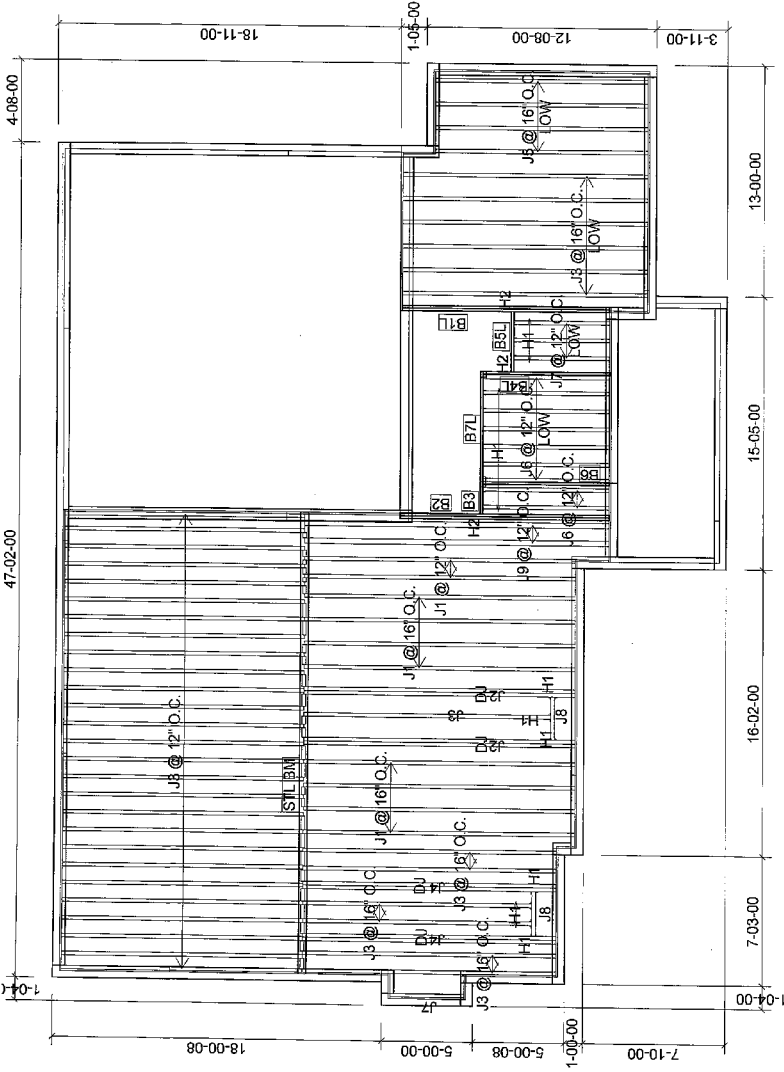 4-08-00
47-02-00
18-11-00
1-05-00
12-08-00
3-11-00
J5 @ 16" O.C.
LOW
J3 @ 16" O.C.
LOW
H2
B1L
B5L
H1
J7 @ 12" O.C.
LOW
H2
B4L
B7L
H1
J6 @ 12" O.C.
LOW
B6
B2
B3
H2
J6 @ 12" O.C.
J9 @ 12" O.C.
J1 @ 12" O.C.
J1 @ 16" O.C.
J8 @ 12" O.C.
STL BM
DJ
J2
J3
DJ
J2
H1
H1
J8
H1
J1 @ 16" O.C.
J3 @ 16" O.C.
J3 @ 16" O.C.
DJ
J4
DJ
J4
H1
H1
J8
H1
J3 @ 16" O.C.
J7
13-00-00
15-05-00
16-02-00
7-03-00
1-04-00
18-00-08
5-00-00
5-00-08
1-00-00
7-10-00